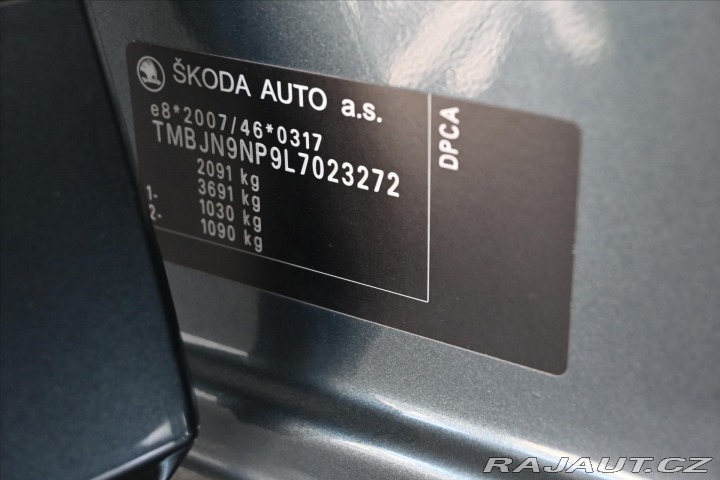 ŠKODA AUTO a.s.
e8*2007/46*0317
TMBJN9NP9L7023272
2091 kg
1- 3691 kg
2- 1030 kg
1090 kg
DPCA
RAJAUT.CZ